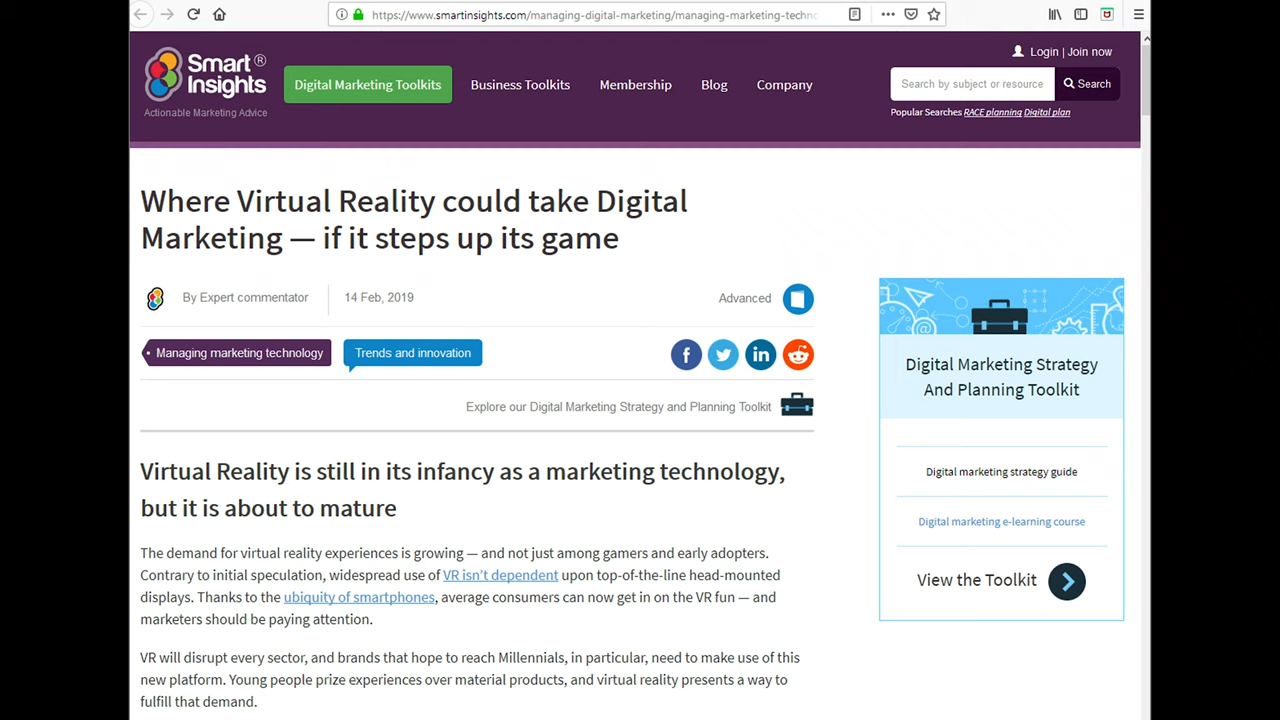 https://www.smartinsights.com/managing-digital-marketing/managing-marketing-techno
Smart Insights ®
Actionable Marketing Advice
Digital Marketing Toolkits
Business Toolkits
Membership
Blog
Company
Login | Join now
Search by subject or resource
Search
Popular Searches RACE planning Digital plan
Where Virtual Reality could take Digital
Marketing — if it steps up its game
By Expert commentator
14 Feb, 2019
Advanced
Managing marketing technology
Trends and innovation
f
in
Explore our Digital Marketing Strategy and Planning Toolkit
Virtual Reality is still in its infancy as a marketing technology,
but it is about to mature
The demand for virtual reality experiences is growing — and not just among gamers and early adopters.
Contrary to initial speculation, widespread use of VR isn't dependent upon top-of-the-line head-mounted
displays. Thanks to the ubiquity of smartphones, average consumers can now get in on the VR fun — and
marketers should be paying attention.
VR will disrupt every sector, and brands that hope to reach Millennials, in particular, need to make use of this
new platform. Young people prize experiences over material products, and virtual reality presents a way to
fulfill that demand.
Digital Marketing Strategy
And Planning Toolkit
Digital marketing strategy guide
Digital marketing e-learning course
View the Toolkit